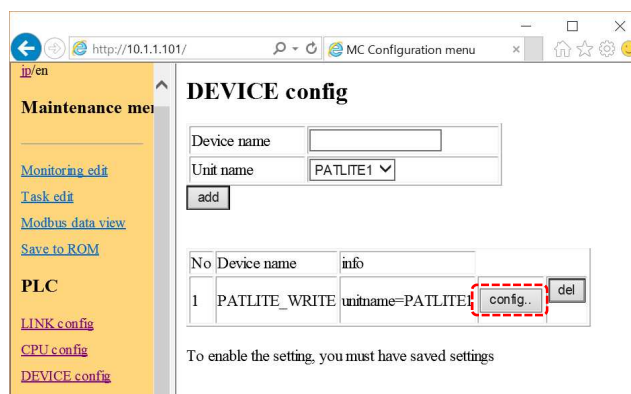 http://10.1.1.101/
MC Configuration menu
jp/en
Maintenance me
Monitoring edit
Task edit
Modbus data view
Save to ROM
PLC
LINK config
CPU config
DEVICE config
DEVICE config
Device name
Unit name PATLITE1
add
No Device name info
1 PATLITE_WRITE unitname=PATLITE1 config.. del
To enable the setting, you must have saved settings